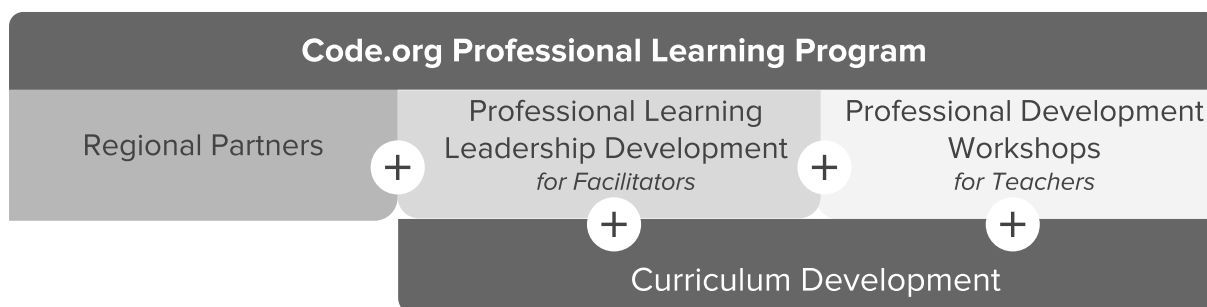 Code.org Professional Learning Program
Regional Partners
+
Professional Learning
Leadership Development
for Facilitators
+
Professional Development
Workshops
for Teachers
+
+
Curriculum Development